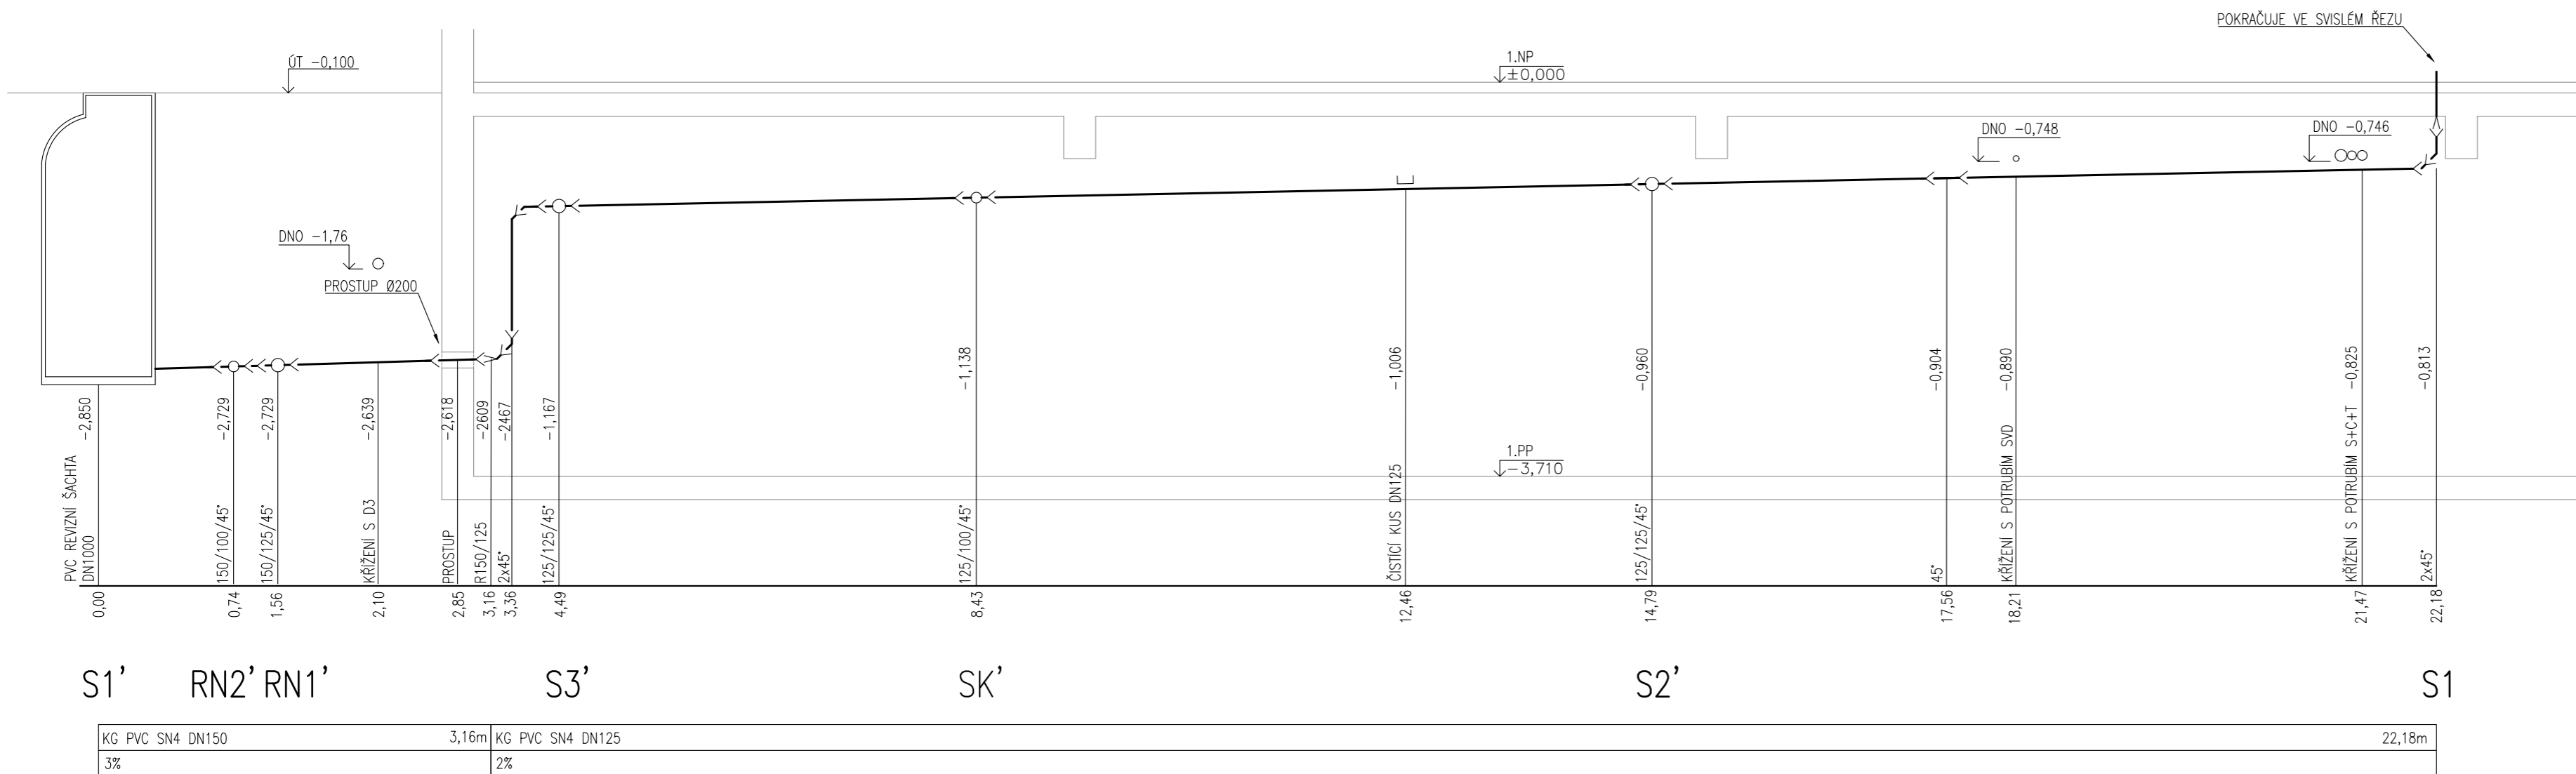 POKRAČUJE VE SVISLÉM ŘEZU
ÚT -0,100
1.NP
±0,000
DNO -0,748
DNO -0,746
DNO -1,76
PROSTUP Ø200
1.PP
-3,710
PVC REVIZNÍ ŠACHTA
DN1000
-2,850
150/100/45°
-2,729
150/125/45°
-2,729
KŘÍŽENÍ S D3
-2,639
PROSTUP
-2,618
R150/125
-2609
2x45°
-2467
125/125/45°
-1,167
125/100/45°
-1,138
ČISTÍCÍ KUS DN125
-1,006
125/125/45°
-0,960
45°
-0,904
KŘÍŽENÍ S POTRUBÍM SVD
-0,890
KŘÍŽENÍ S POTRUBÍM S+C+T
-0,825
2x45°
-0,813
0,00
0,74
1,56
2,10
2,85
3,16
3,36
4,49
8,43
12,46
14,79
17,56
18,21
21,47
22,18
S1' RN2' RN1' S3' SK' S2' S1
KG PVC SN4 DN150 3,16m KG PVC SN4 DN125 22,18m
3% 2%